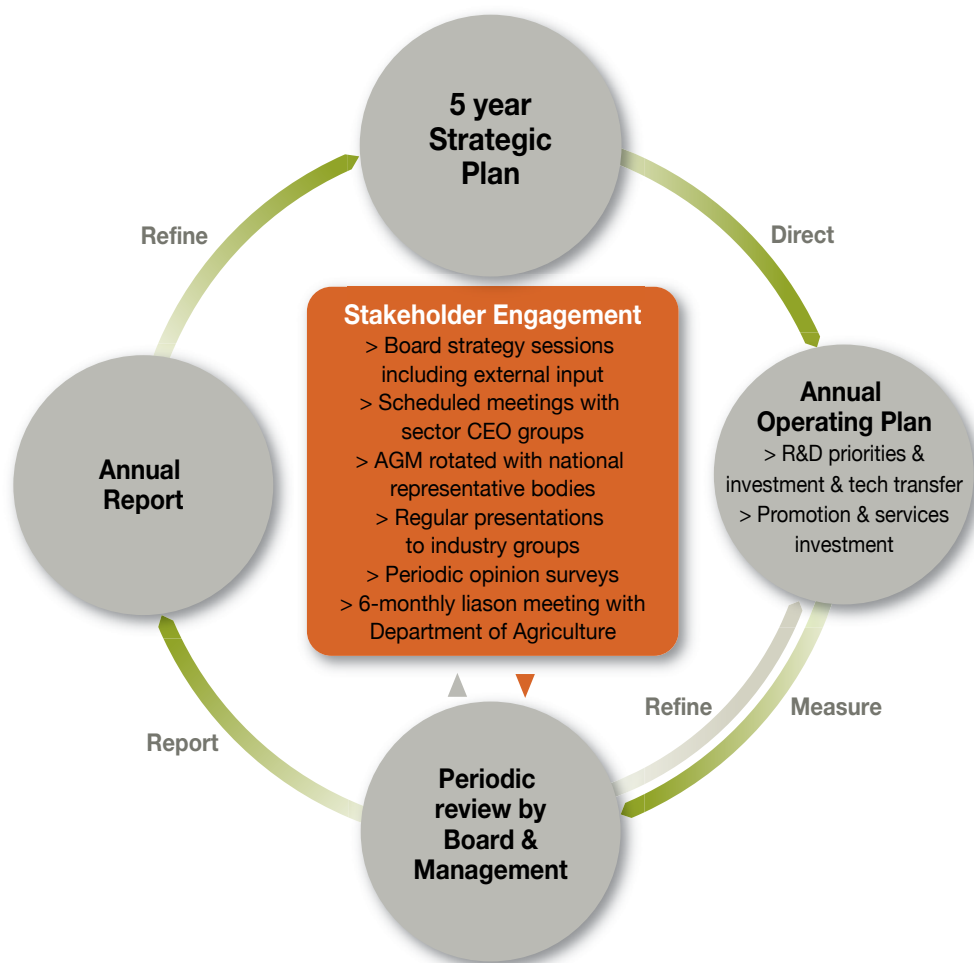 5 year
Strategic
Plan
Refine
Direct
Stakeholder Engagement
> Board strategy sessions
including external input
> Scheduled meetings with
sector CEO groups
> AGM rotated with national
representative bodies
> Regular presentations
to industry groups
> Periodic opinion surveys
> 6-monthly liason meeting with
Department of Agriculture
Annual
Operating Plan
> R&D priorities &
investment & tech transfer
> Promotion & services
investment
Annual
Report
Refine
Measure
Report
Periodic
review by
Board &
Management